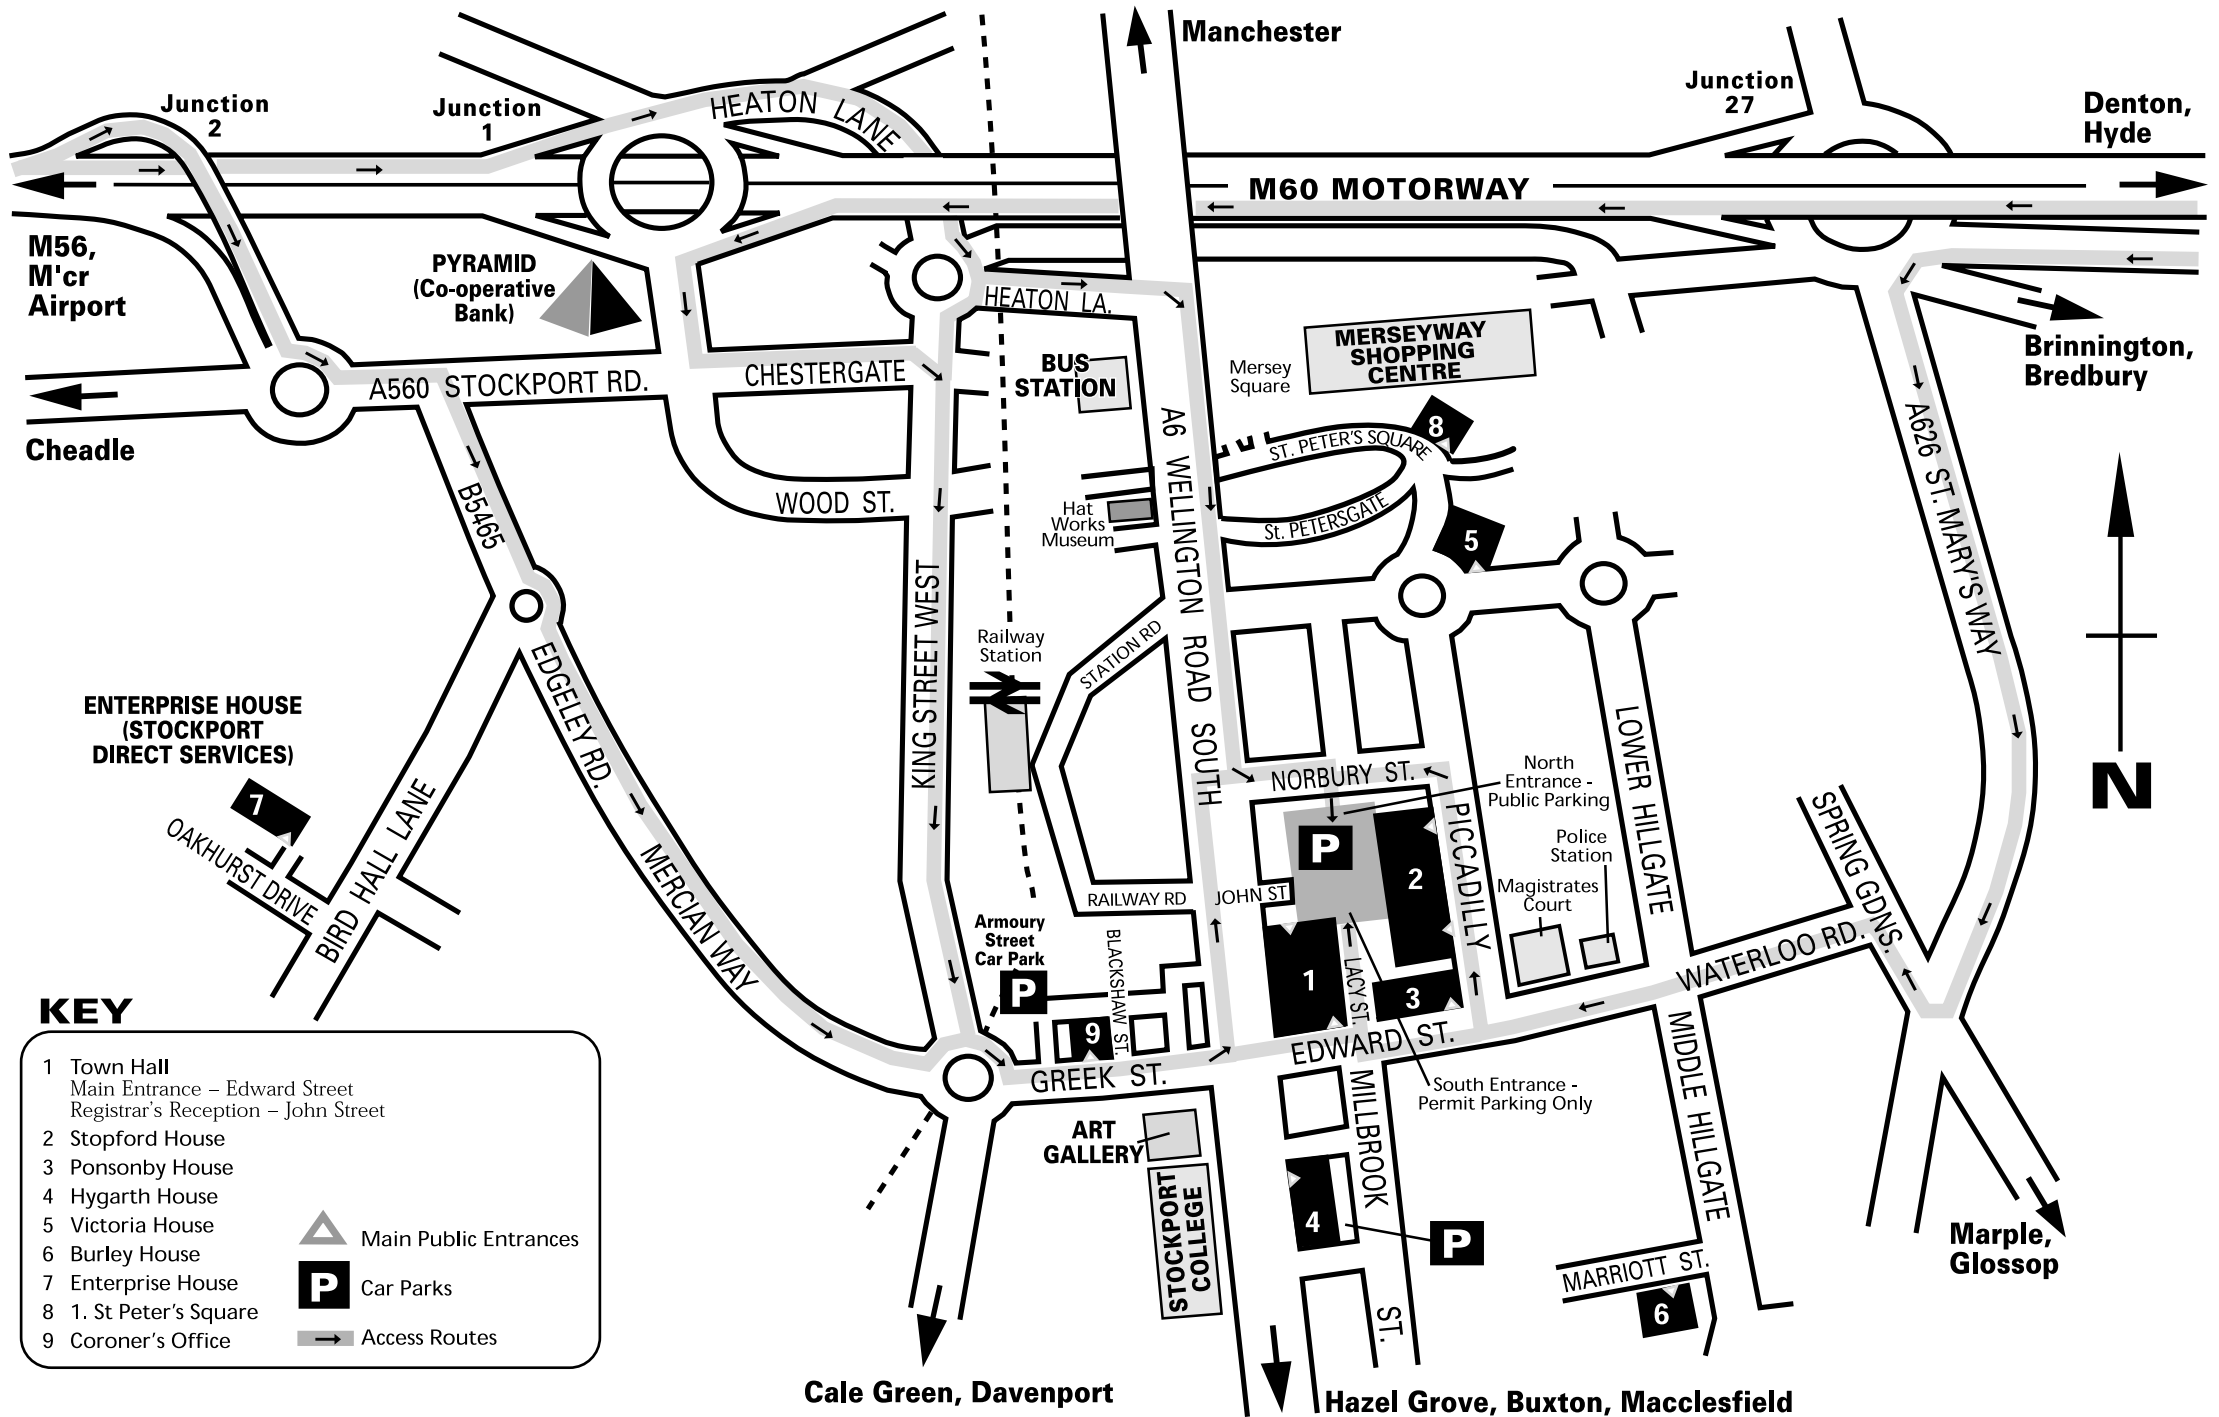 Manchester
Junction
2
Junction
1
HEATON LANE
Junction
27
Denton,
Hyde
M60 MOTORWAY
M56,
M'cr
Airport
PYRAMID
(Co-operative
Bank)
HEATON LA.
MERSEYWAY
SHOPPING
CENTRE
Mersey
Square
BUS
STATION
Brinnington,
Bredbury
A560 STOCKPORT RD.
CHESTERGATE
Cheadle
8
ST. PETER'S SQUARE
A6 WELLINGTON ROAD SOUTH
A626 ST. MARY'S WAY
B5465
WOOD ST.
Hat
Works
Museum
St. PETERSGATE
5
KING STREET WEST
Railway
Station
STATION RD
EDGELEY RD.
ENTERPRISE HOUSE
(STOCKPORT
DIRECT SERVICES)
LOWER HILLGATE
N
NORBURY ST.
North
Entrance -
Public Parking
7
OAKHURST DRIVE
BIRD HALL LANE
MERCIAN WAY
P
2
PICCADILLY
Police
Station
Magistrates
Court
SPRING GDNS.
RAILWAY RD
JOHN ST
Armoury
Street
Car Park
P
BLACKSHAW ST.
1
LACY ST.
3
WATERLOO RD.
9
GREEK ST.
EDWARD ST.
MIDDLE HILLGATE
South Entrance -
Permit Parking Only
MILLBROOK ST.
ART
GALLERY
STOCKPORT
COLLEGE
4
P
MARRIOTT ST.
6
Marple,
Glossop
Cale Green, Davenport
Hazel Grove, Buxton, Macclesfield
KEY
1 Town Hall
Main Entrance – Edward Street
Registrar's Reception – John Street
2 Stopford House
3 Ponsonby House
4 Hygarth House
5 Victoria House
6 Burley House
7 Enterprise House
8 1. St Peter's Square
9 Coroner's Office
Main Public Entrances
P Car Parks
Access Routes